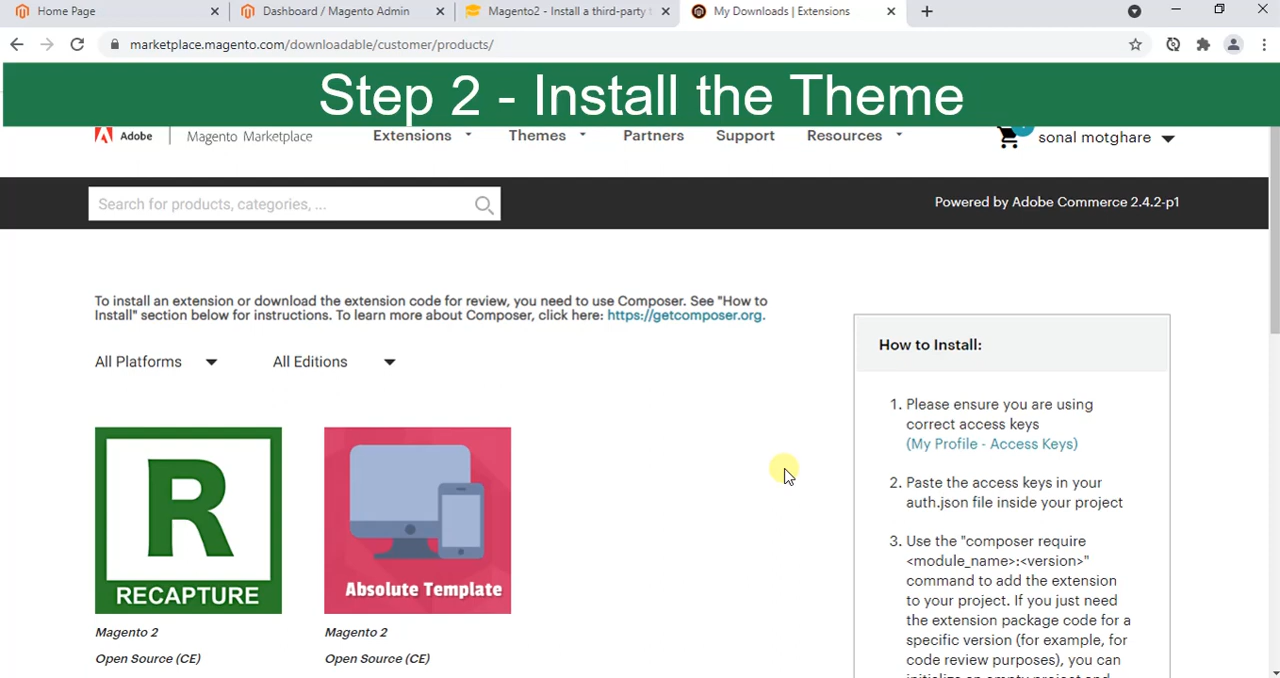 Home Page
Dashboard / Magento Admin
Magento2 - Install a third-party t
My Downloads | Extensions
marketplace.magento.com/downloadable/customer/products/
Step 2 - Install the Theme
Adobe
Magento Marketplace
Extensions
Themes
Partners
Support
Resources
sonal motghare
Search for products, categories, ...
Powered by Adobe Commerce 2.4.2-p1
To install an extension or download the extension code for review, you need to use Composer. See "How to
Install" section below for instructions. To learn more about Composer, click here: https://getcomposer.org.
All Platforms
All Editions
R
RECAPTURE
Magento 2
Open Source (CE)
Absolute Template
Magento 2
Open Source (CE)
How to Install:
1. Please ensure you are using
correct access keys
(My Profile - Access Keys)
2. Paste the access keys in your
auth.json file inside your project
3. Use the "composer require
<module_name>:<version>"
command to add the extension
to your project. If you just need
the extension package code for a
specific version (for example, for
code review purposes), you can
initialize an empty project and